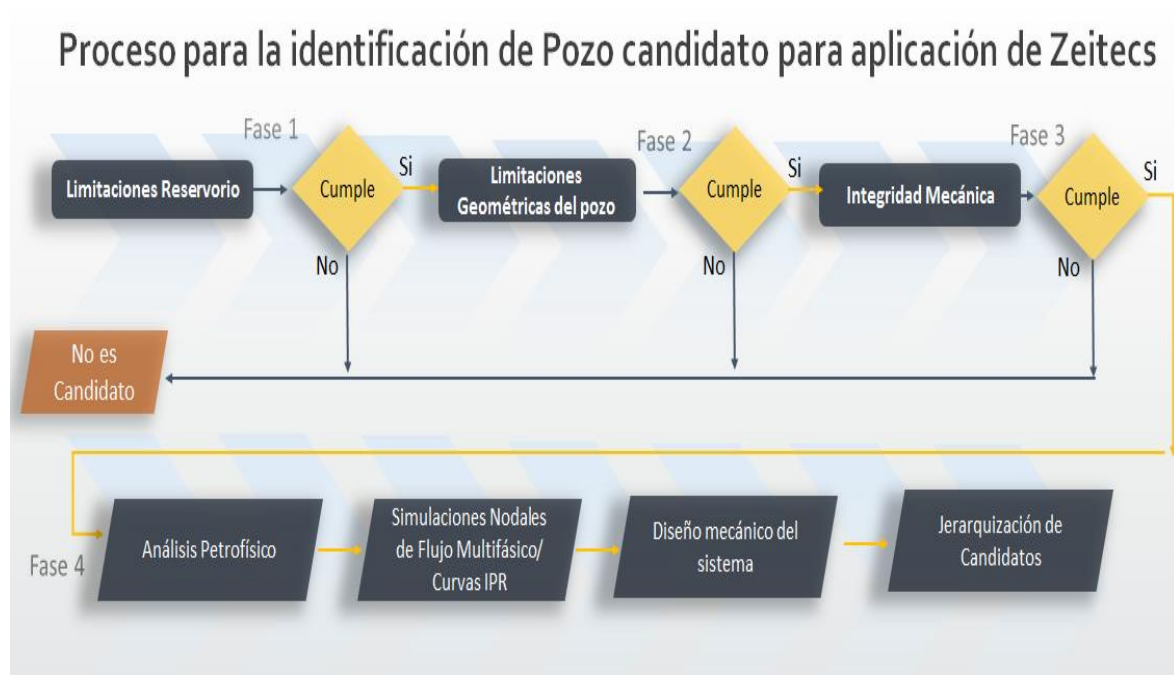 Proceso para la identificación de Pozo candidato para aplicación de Zeitecs
Fase 1
Fase 2
Fase 3
Limitaciones Reservorio
Cumple
Si
Limitaciones
Geométricas del pozo
Cumple
Si
Integridad Mecánica
Cumple
Si
No
No
No
No es
Candidato
Fase 4
Análisis Petrofísico
Simulaciones Nodales
de Flujo Multifásico/
Curvas IPR
Diseño mecánico del
sistema
Jerarquización de
Candidatos